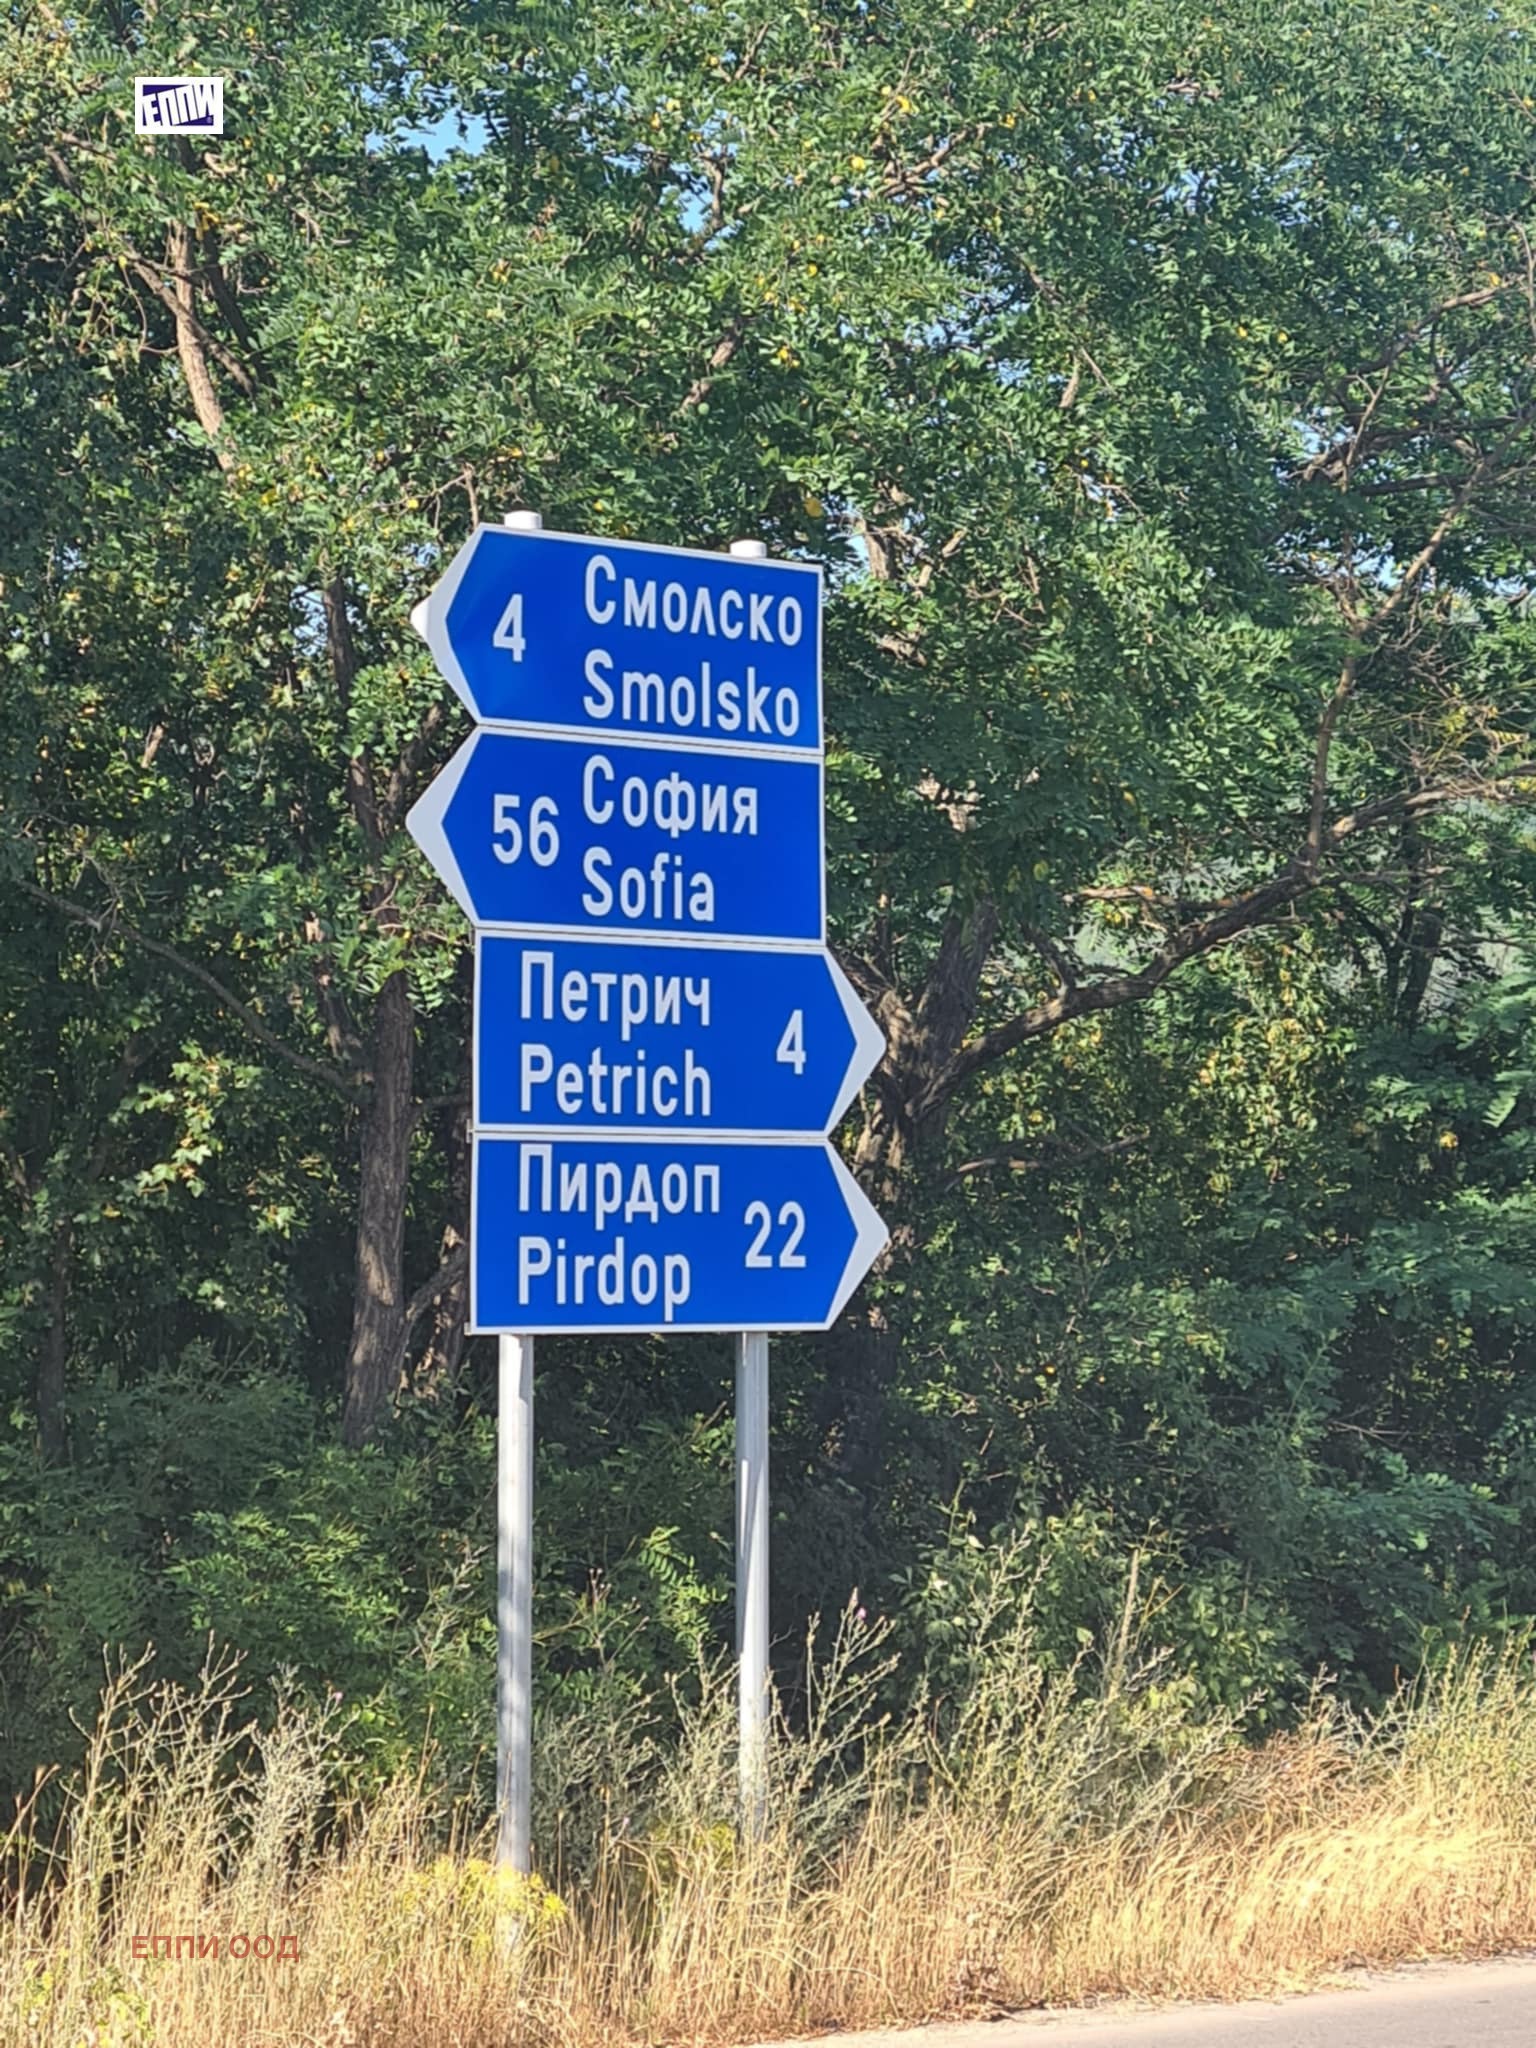 ЕППИ
4 Смолско
Smolsko
56 София
Sofia
Петрич 4
Petrich
Пирдоп 22
Pirdop
ЕППИ ООД